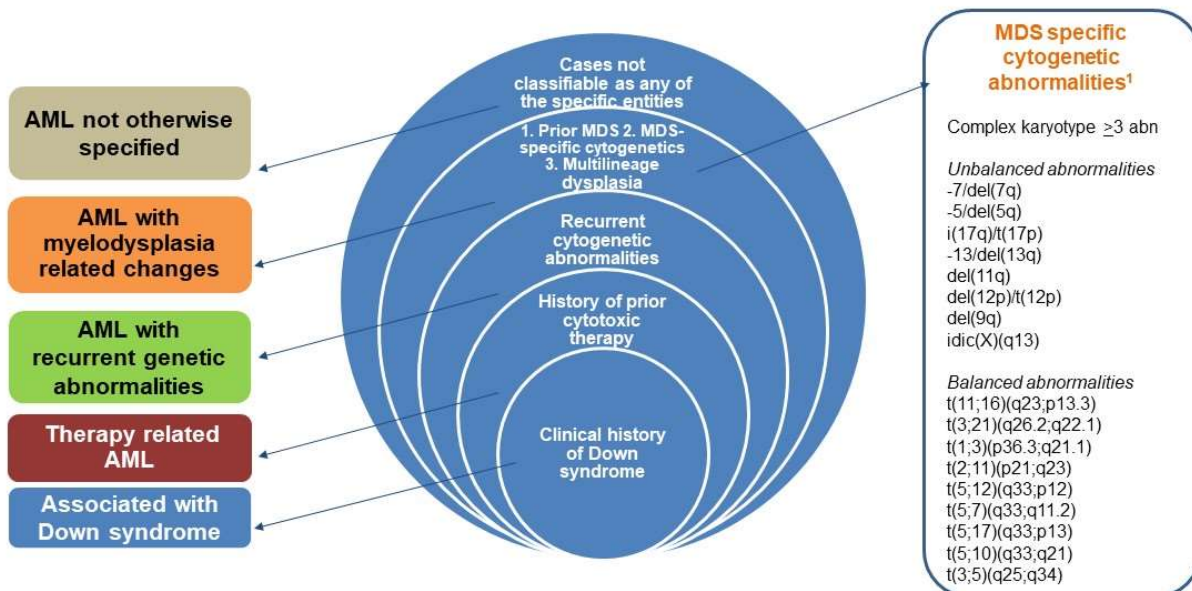 AML not otherwise
specified
AML with
myelodysplasia
related changes
AML with
recurrent genetic
abnormalities
Therapy related
AML
Associated with
Down syndrome
Cases not
classifiable as any of
the specific entities
1. Prior MDS 2. MDS-
specific cytogenetics
3. Multilineage
dysplasia
Recurrent
cytogenetic
abnormalities
History of prior
cytotoxic
therapy
Clinical history
of Down
syndrome
MDS specific
cytogenetic
abnormalities¹
Complex karyotype ≥3 abn
Unbalanced abnormalities
-7/del(7q)
-5/del(5q)
i(17q)/t(17p)
-13/del(13q)
del(11q)
del(12p)/t(12p)
del(9q)
idic(X)(q13)
Balanced abnormalities
t(11;16)(q23;p13.3)
t(3;21)(q26.2;q22.1)
t(1;3)(p36.3;q21.1)
t(2;11)(p21;q23)
t(5;12)(q33;p12)
t(5;7)(q33;q11.2)
t(5;17)(q33;p13)
t(5;10)(q33;q21)
t(3;5)(q25;q34)